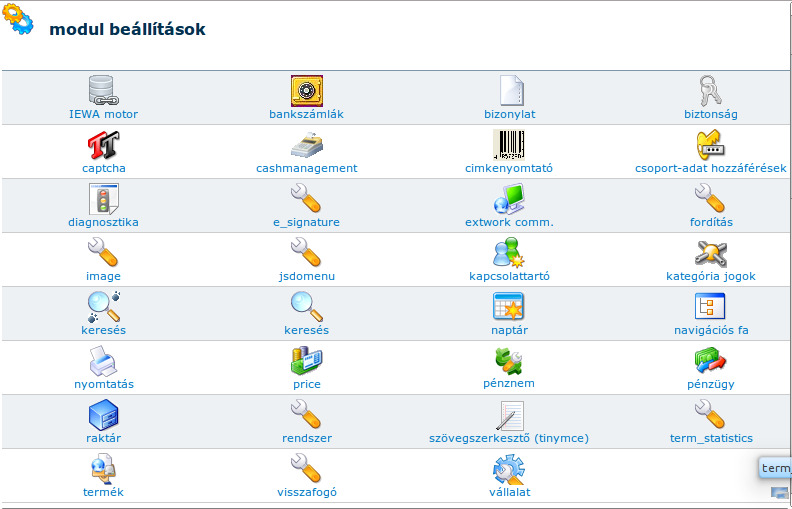 modul beállítások
IEWA motor
bankszámlák
bizonylat
biztonság
captcha
cashmanagement
cimkenyomtató
csoport-adat hozzáférések
diagnosztika
e_signature
extwork comm.
fordítás
image
jsdomenu
kapcsolattartó
kategória jogok
keresés
keresés
naptár
navigációs fa
nyomtatás
price
pénznem
pénzügy
raktár
rendszer
szövegszerkesztő (tinymce)
term_statistics
termék
visszafogó
vállalat
term_